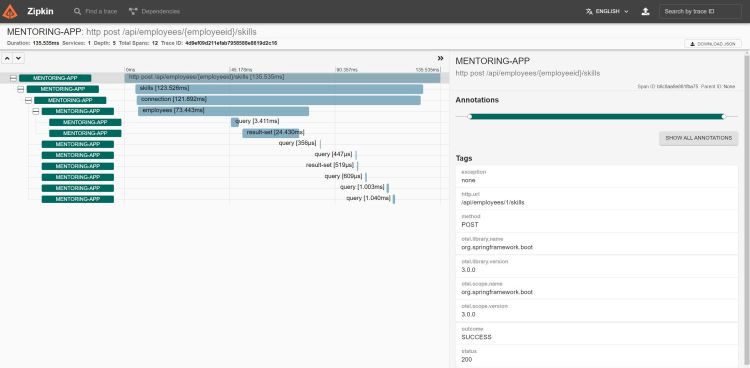 Zipkin
Find a trace
Dependencies
ENGLISH
Search by trace ID
MENTORING-APP: http post /api/employees/{employeeid}/skills
Duration: 135.535ms Services: 1 Depth: 5 Total Spans: 12 Trace ID:
DOWNLOAD JSON
0ms 45.178ms 90.357ms 135.535ms
MENTORING-APP http post /api/employees/{employeeid}/skills [135.535ms]
MENTORING-APP skills [123.526ms]
MENTORING-APP connection [121.692ms]
MENTORING-APP employees [73.443ms]
MENTORING-APP query [3.411ms]
MENTORING-APP result-set [24.430ms]
MENTORING-APP query [356µs]
MENTORING-APP query [447µs]
MENTORING-APP result-set [519µs]
MENTORING-APP query [609µs]
MENTORING-APP query [1.003ms]
MENTORING-APP query [1.040ms]
MENTORING-APP
http post /api/employees/{employeeid}/skills
Span ID: Parent ID: None
Annotations
SHOW ALL ANNOTATIONS
Tags
exception
none
http.url
/api/employees/1/skills
method
POST
otel.library.name
org.springframework.boot
otel.library.version
3.0.0
otel.scope.name
org.springframework.boot
otel.scope.version
3.0.0
outcome
SUCCESS
status
200